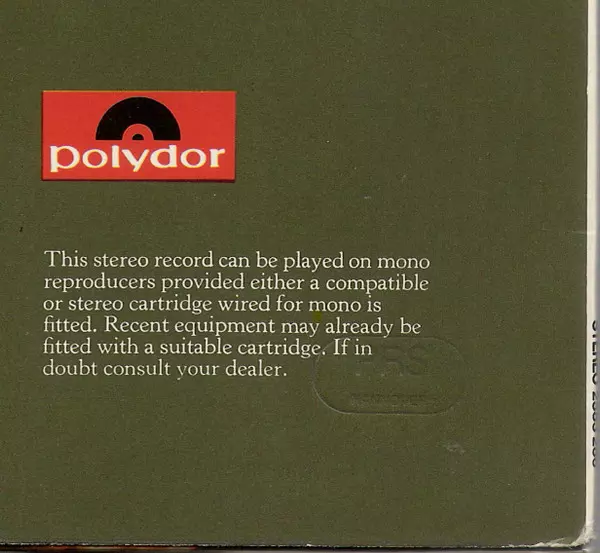 polydor
This stereo record can be played on mono
reproducers provided either a compatible
or stereo cartridge wired for mono is
fitted. Recent equipment may already be
fitted with a suitable cartridge. If in
doubt consult your dealer.
STEREO